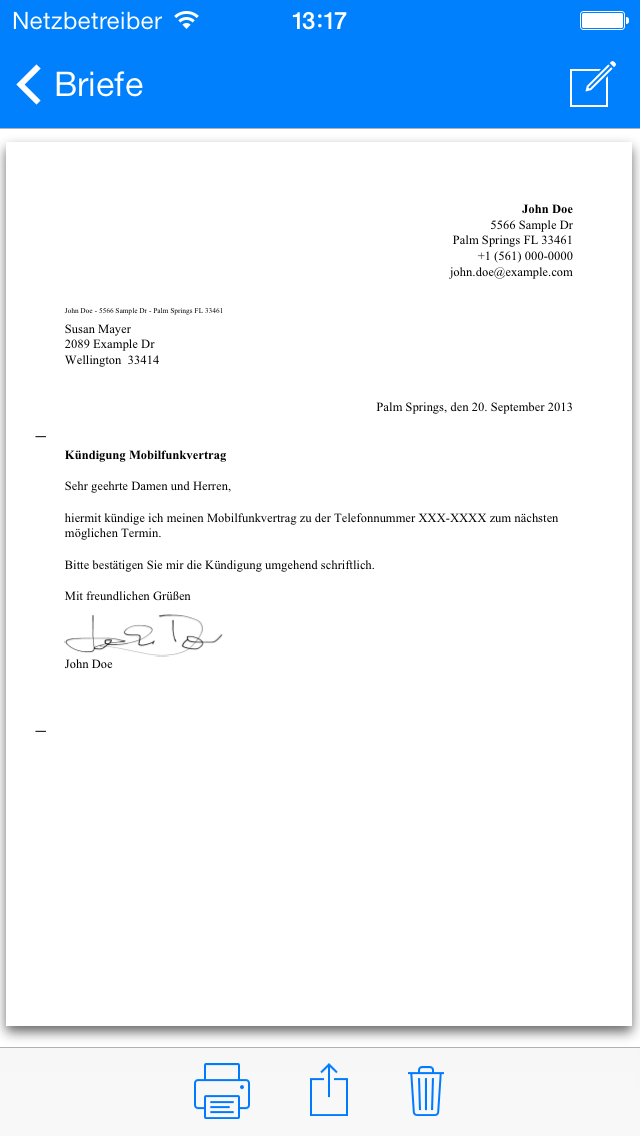 Netzbetreiber 13:17
Briefe
John Doe
5566 Sample Dr
Palm Springs FL 33461
+1 (561) 000-0000
john.doe@example.com
John Doe - 5566 Sample Dr - Palm Springs FL 33461
Susan Mayer
2089 Example Dr
Wellington  33414
Palm Springs, den 20. September 2013
Kündigung Mobilfunkvertrag
Sehr geehrte Damen und Herren,
hiermit kündige ich meinen Mobilfunkvertrag zu der Telefonnummer XXX-XXXX zum nächsten
möglichen Termin.
Bitte bestätigen Sie mir die Kündigung umgehend schriftlich.
Mit freundlichen Grüßen
John Doe